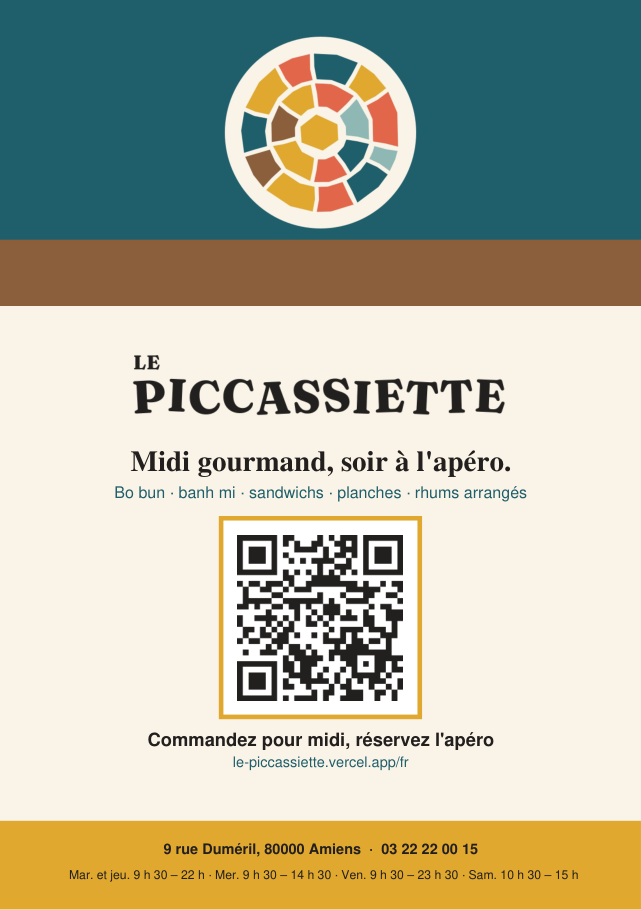 LE
PICCASSIETTE
Midi gourmand, soir à l'apéro.
Bo bun · banh mi · sandwichs · planches · rhums arrangés
Commandez pour midi, réservez l'apéro
le-piccassiette.vercel.app/fr
9 rue Duméril, 80000 Amiens · 03 22 22 00 15
Mar. et jeu. 9 h 30 – 22 h · Mer. 9 h 30 – 14 h 30 · Ven. 9 h 30 – 23 h 30 · Sam. 10 h 30 – 15 h